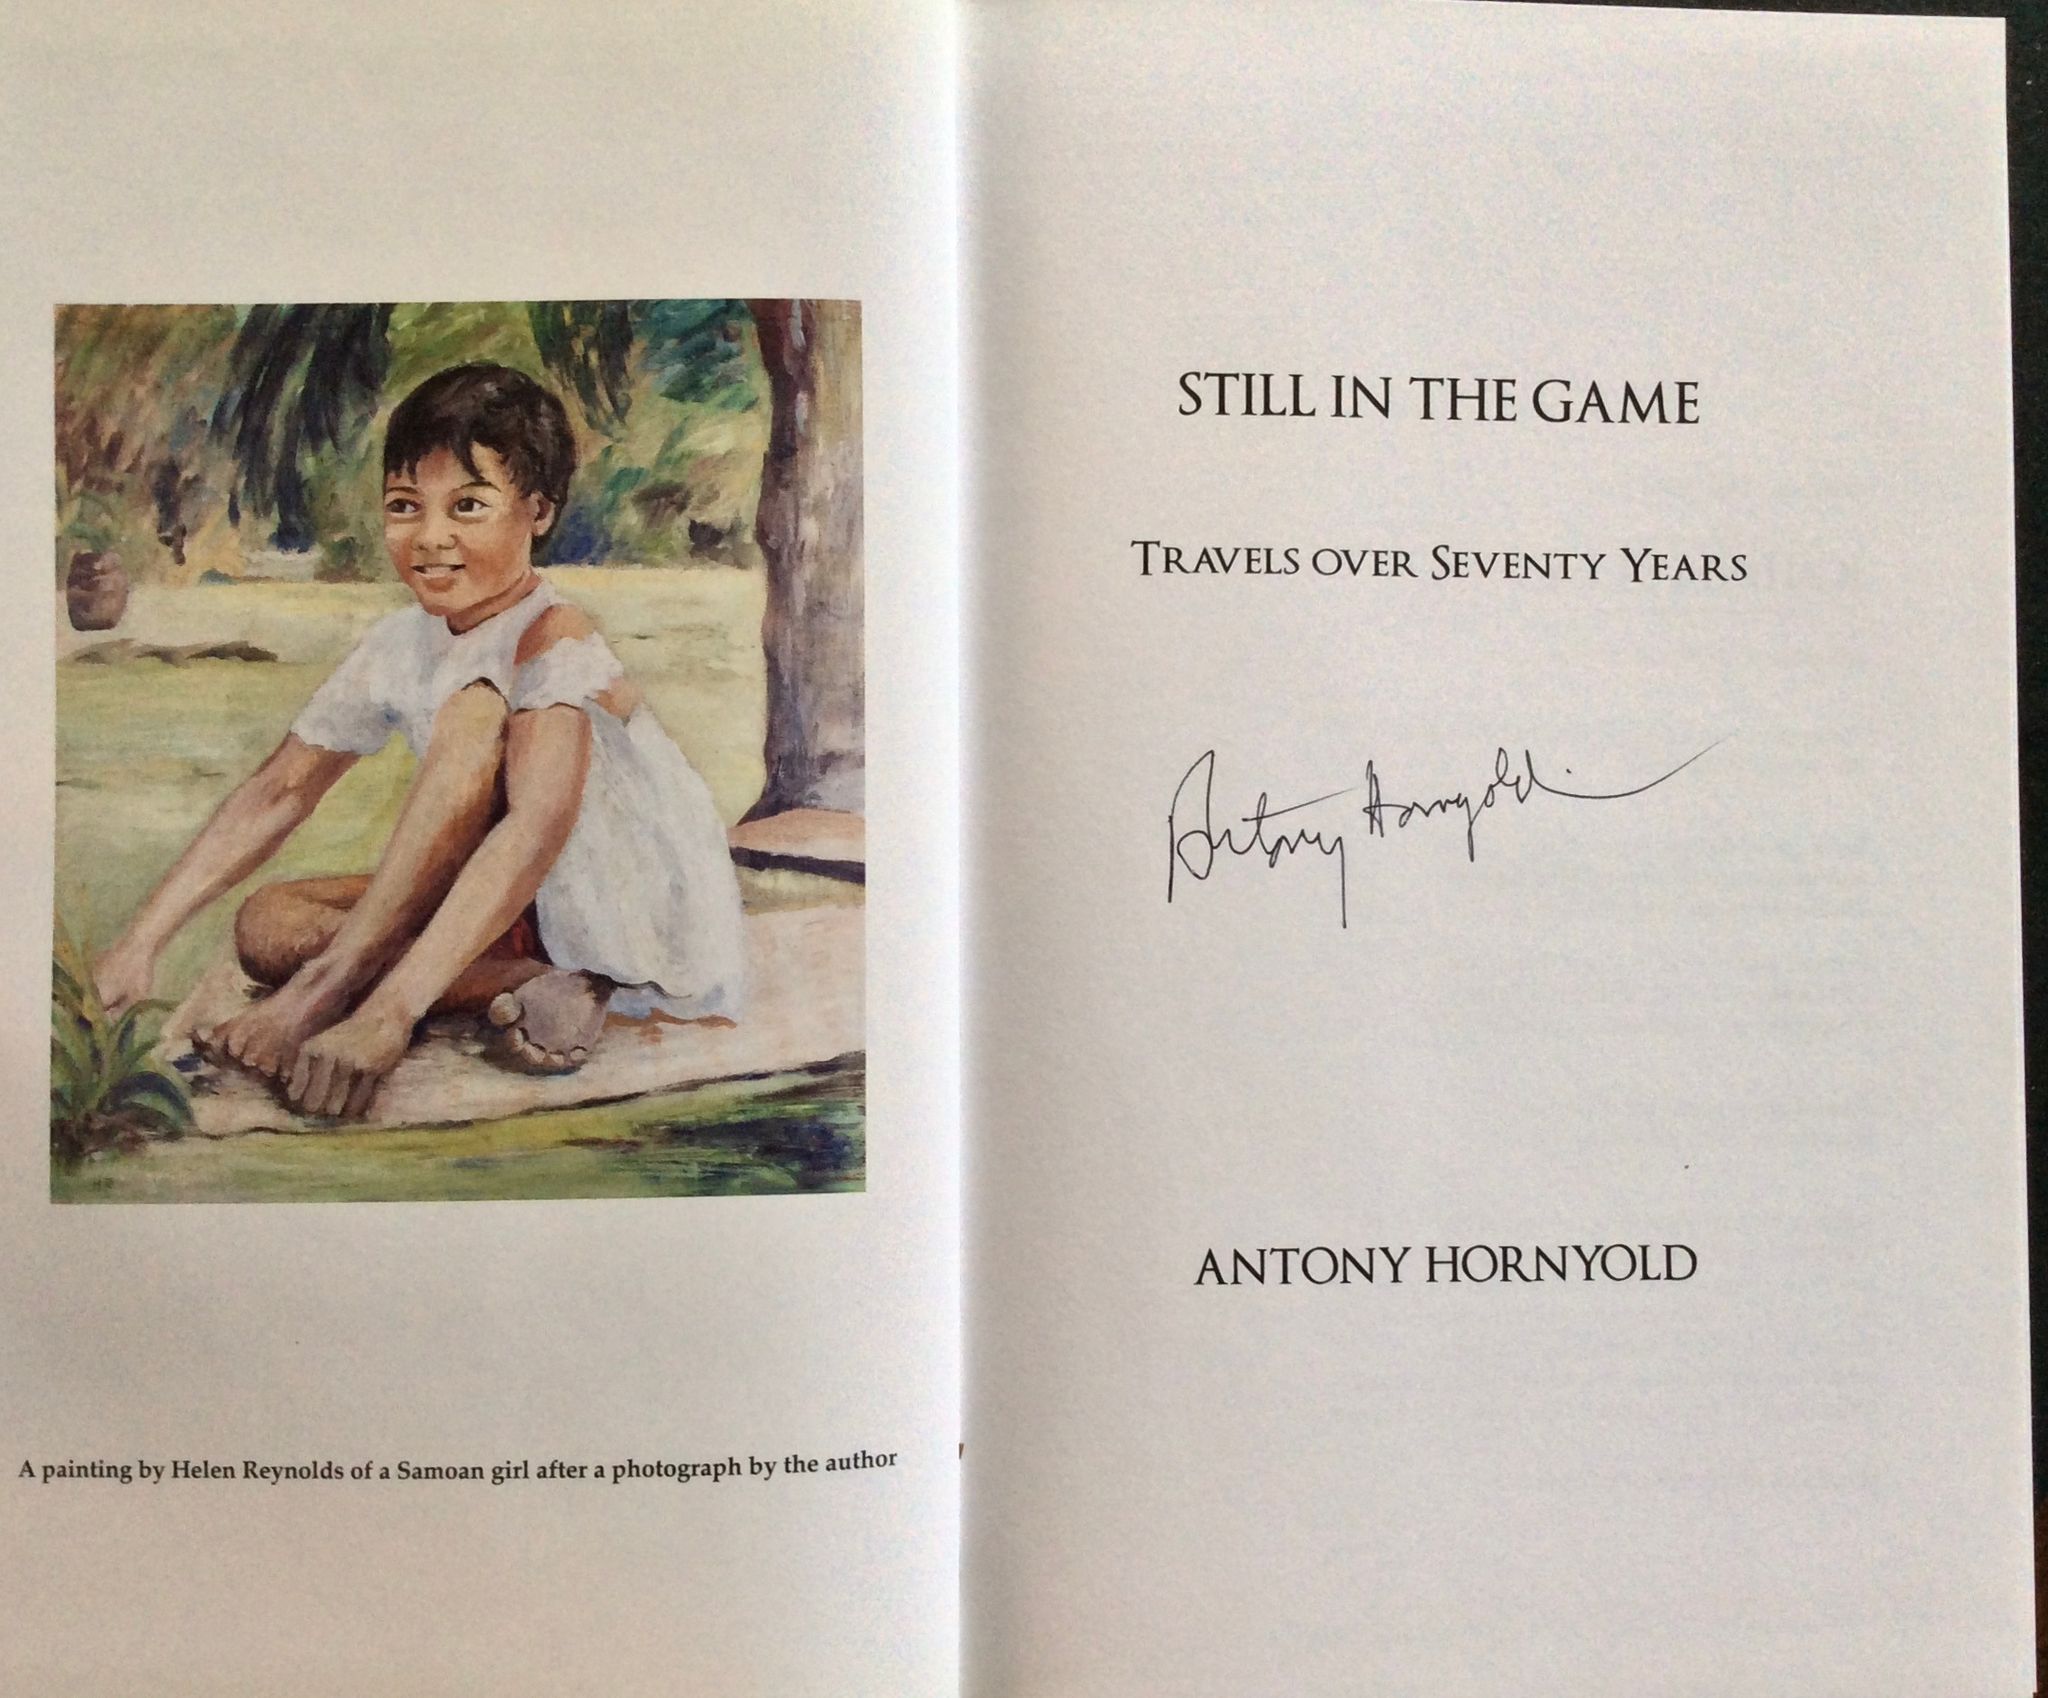 A painting by Helen Reynolds of a Samoan girl after a photograph by the author
STILL IN THE GAME
TRAVELS OVER SEVENTY YEARS
Antony Hornyold
ANTONY HORNYOLD